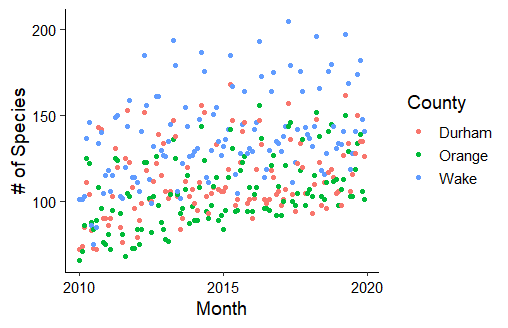 # of Species
200
150
100
2010
2015
2020
Month
County
Durham
Orange
Wake